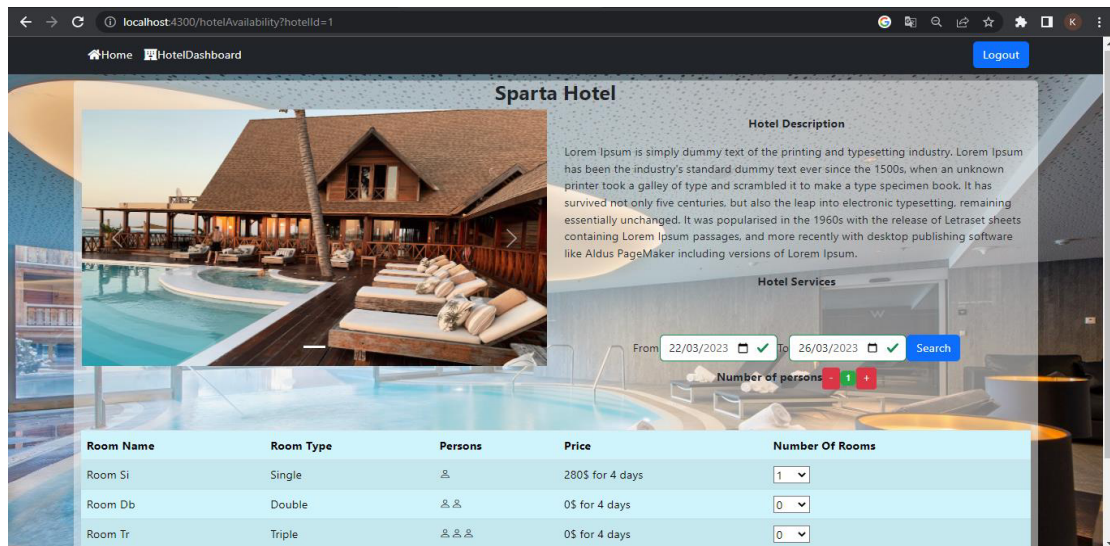 localhost:4300/hotelAvailability?hotelId=1
K
Home HotelDashboard Logout
Sparta Hotel
Hotel Description
Lorem Ipsum is simply dummy text of the printing and typesetting industry. Lorem Ipsum
has been the industry's standard dummy text ever since the 1500s, when an unknown
printer took a galley of type and scrambled it to make a type specimen book. It has
survived not only five centuries, but also the leap into electronic typesetting, remaining
essentially unchanged. It was popularised in the 1960s with the release of Letraset sheets
containing Lorem Ipsum passages, and more recently with desktop publishing software
like Aldus PageMaker including versions of Lorem Ipsum.
Hotel Services
From 22/03/2023 To 26/03/2023 Search
Number of persons - 1 +
Room Name Room Type Persons Price Number Of Rooms
Room Si Single 280$ for 4 days 1
Room Db Double 0$ for 4 days 0
Room Tr Triple 0$ for 4 days 0